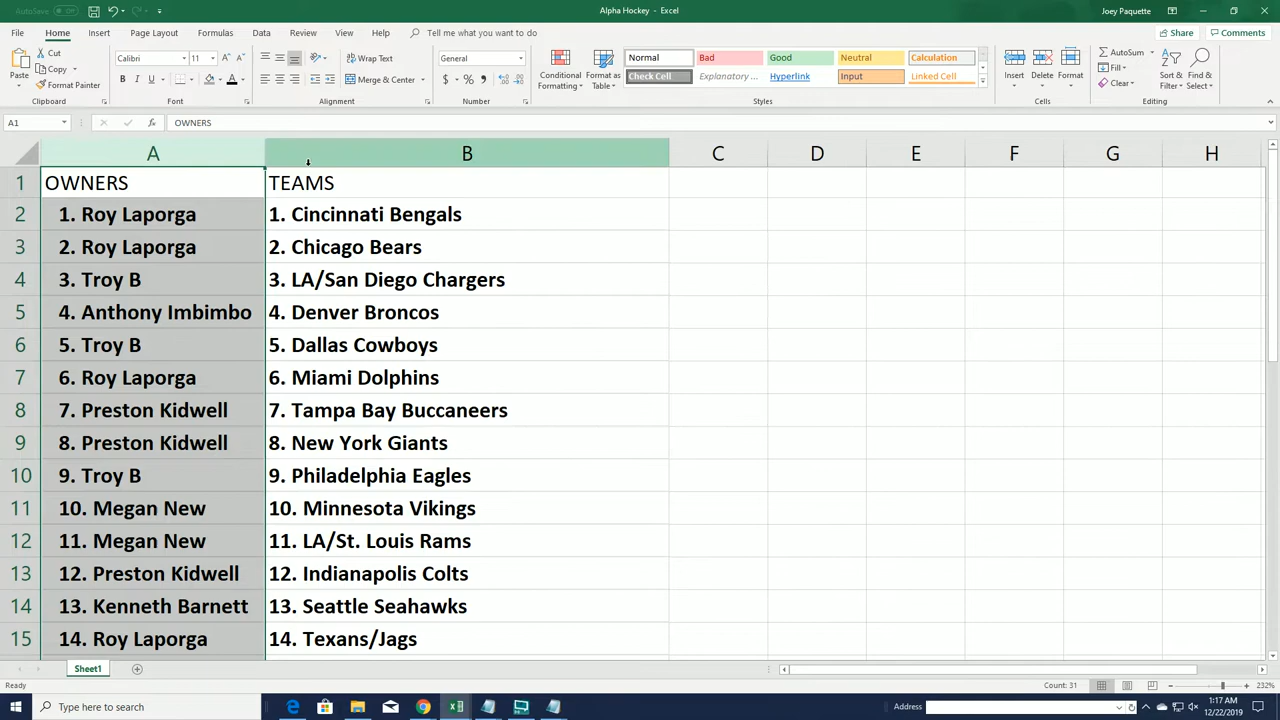 AutoSave Off
Alpha Hockey - Excel
Joey Paquette
File Home Insert Page Layout Formulas Data Review View Help Tell me what you want to do
Share Comments
Paste Cut Copy Format Painter Clipboard
Calibri 11 B I U A Font
Wrap Text Merge & Center Alignment
General $ % , Number
Conditional Formatting Format as Table Normal Bad Good Neutral Calculation
Check Cell Explanatory ... Hyperlink Input Linked Cell Styles
Insert Delete Format Cells
AutoSum Fill Clear Sort & Filter Find & Select Editing
A1 fx OWNERS
A B C D E F G H
1 OWNERS TEAMS
2 1. Roy Laporga 1. Cincinnati Bengals
3 2. Roy Laporga 2. Chicago Bears
4 3. Troy B 3. LA/San Diego Chargers
5 4. Anthony Imbimbo 4. Denver Broncos
6 5. Troy B 5. Dallas Cowboys
7 6. Roy Laporga 6. Miami Dolphins
8 7. Preston Kidwell 7. Tampa Bay Buccaneers
9 8. Preston Kidwell 8. New York Giants
10 9. Troy B 9. Philadelphia Eagles
11 10. Megan New 10. Minnesota Vikings
12 11. Megan New 11. LA/St. Louis Rams
13 12. Preston Kidwell 12. Indianapolis Colts
14 13. Kenneth Barnett 13. Seattle Seahawks
15 14. Roy Laporga 14. Texans/Jags
Sheet1
Ready Count: 31 232%
Type here to search Address 1:17 AM
12/22/2019